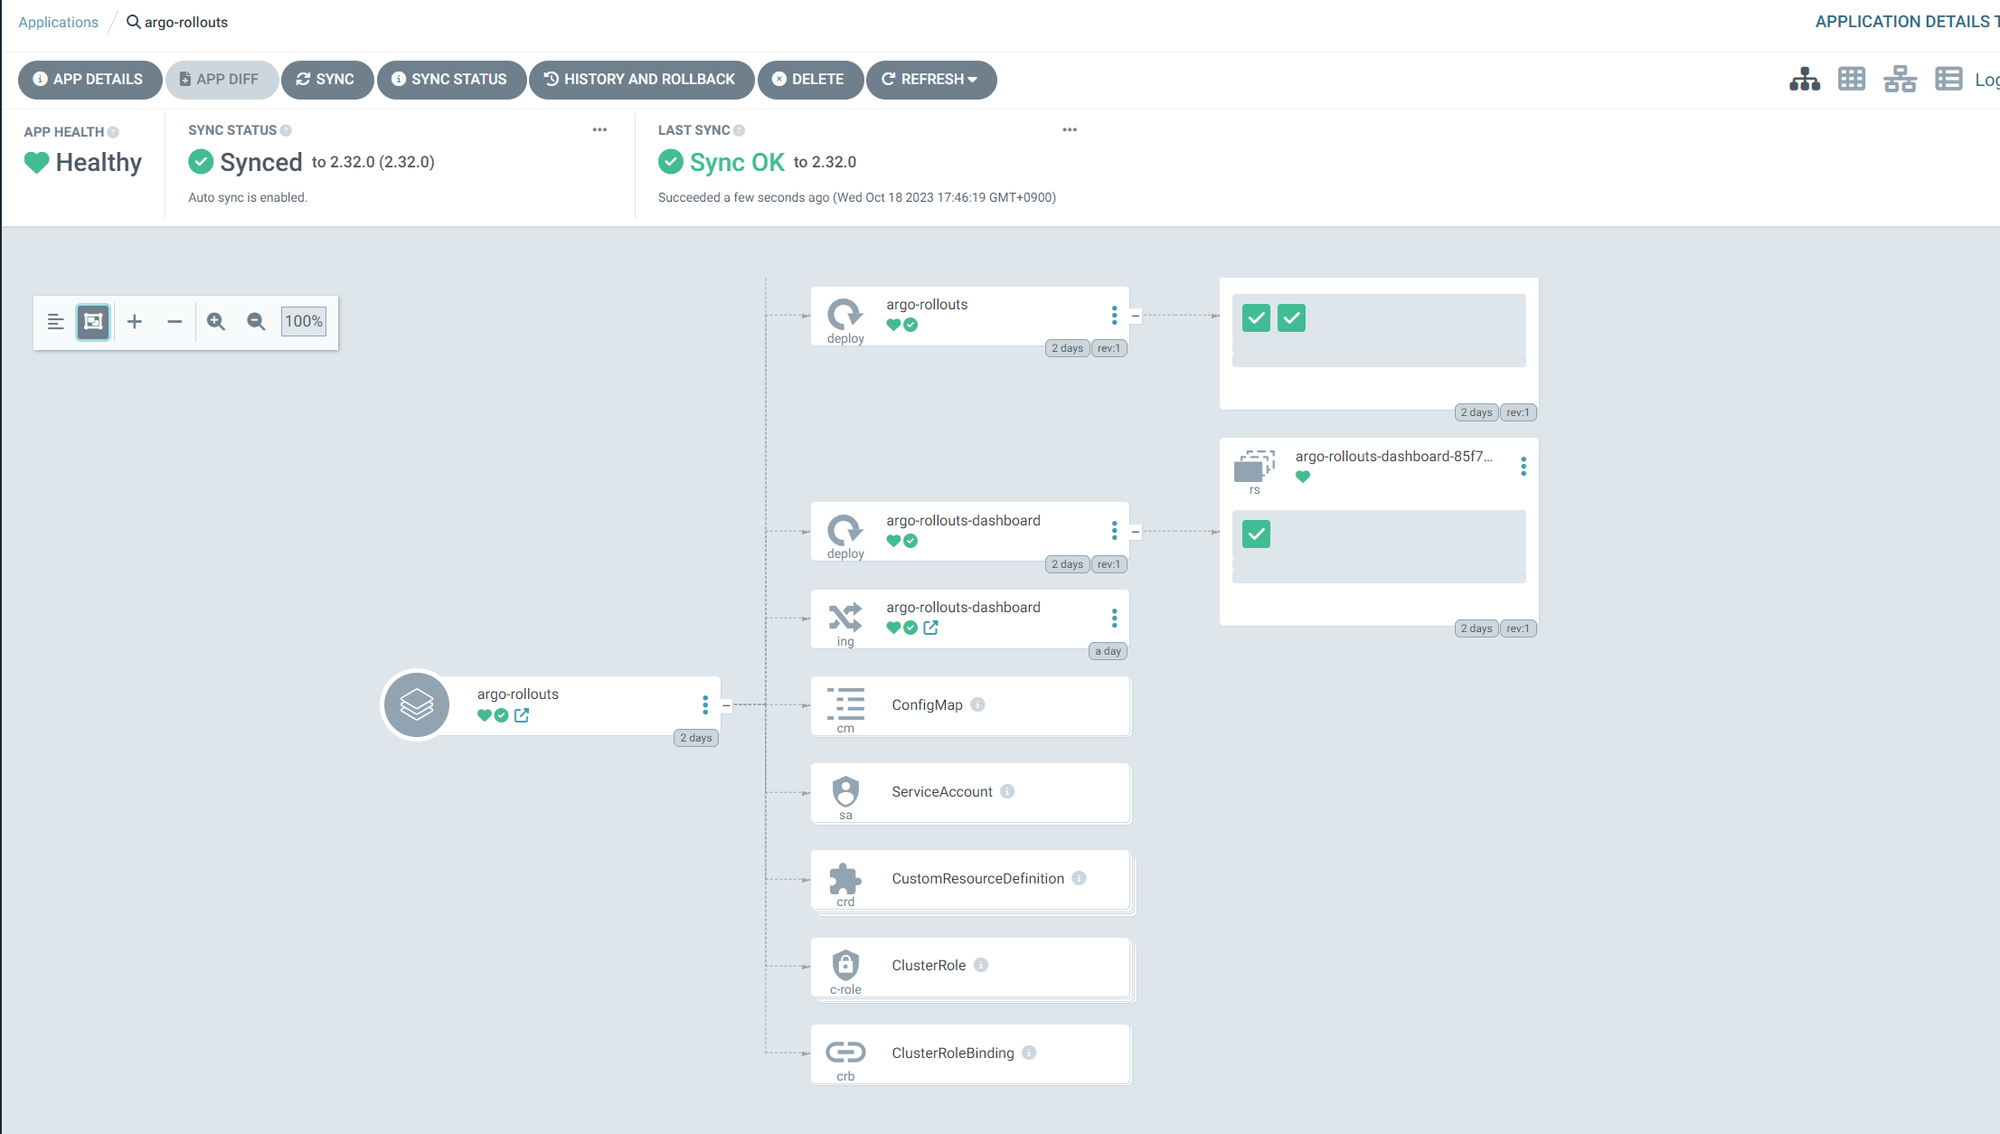 Applications / argo-rollouts
APPLICATION DETAILS T
APP DETAILS
APP DIFF
SYNC
SYNC STATUS
HISTORY AND ROLLBACK
DELETE
REFRESH
Log
APP HEALTH
Healthy
SYNC STATUS
Synced to 2.32.0 (2.32.0)
Auto sync is enabled.
LAST SYNC
Sync OK to 2.32.0
Succeeded a few seconds ago (Wed Oct 18 2023 17:46:19 GMT+0900)
100%
argo-rollouts
deploy
2 days rev:1
2 days rev:1
argo-rollouts-dashboard-85f7...
rs
2 days rev:1
argo-rollouts-dashboard
deploy
2 days rev:1
argo-rollouts-dashboard
ing
a day
argo-rollouts
2 days
ConfigMap
cm
ServiceAccount
sa
CustomResourceDefinition
crd
ClusterRole
c-role
ClusterRoleBinding
crb